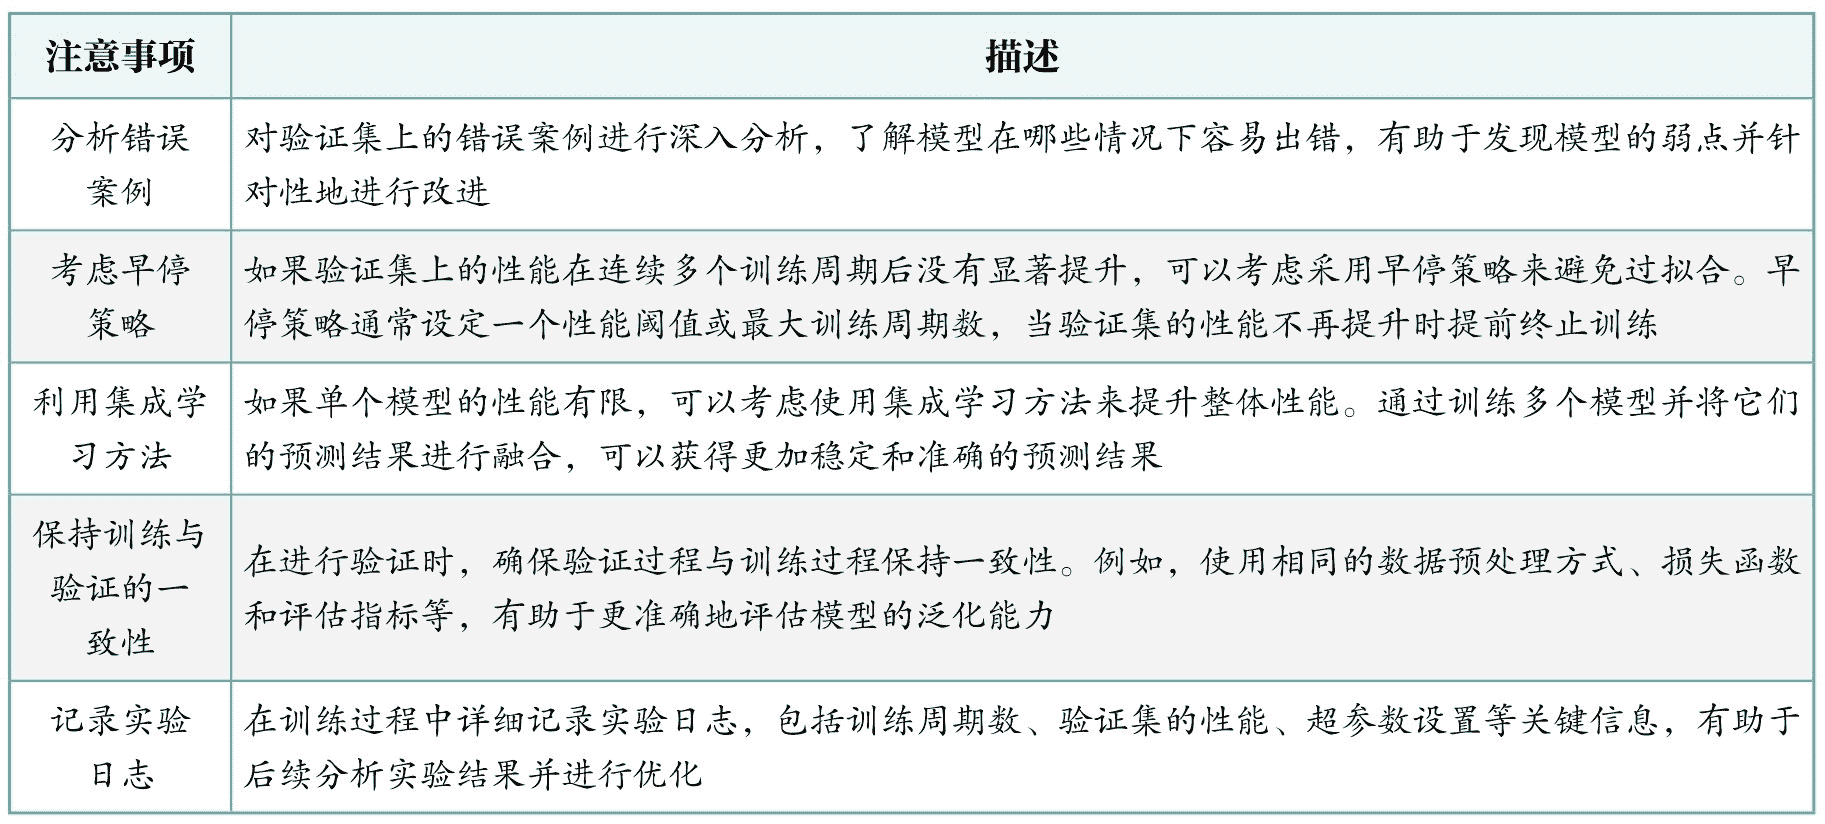 注意事项
描述
分析错误
案例
对验证集上的错误案例进行深入分析，了解模型在哪些情况下容易出错，有助于发现模型的弱点并针
对性地进行改进
考虑早停
策略
如果验证集上的性能在连续多个训练周期后没有显著提升，可以考虑采用早停策略来避免过拟合。早
停策略通常设定一个性能阈值或最大训练周期数，当验证集的性能不再提升时提前终止训练
利用集成学
习方法
如果单个模型的性能有限，可以考虑使用集成学习方法来提升整体性能。通过训练多个模型并将它们
的预测结果进行融合，可以获得更加稳定和准确的预测结果
保持训练与
验证的一
致性
在进行验证时，确保验证过程与训练过程保持一致性。例如，使用相同的数据预处理方式、损失函数
和评估指标等，有助于更准确地评估模型的泛化能力
记录实验
日志
在训练过程中详细记录实验日志，包括训练周期数、验证集的性能、超参数设置等关键信息，有助于
后续分析实验结果并进行优化